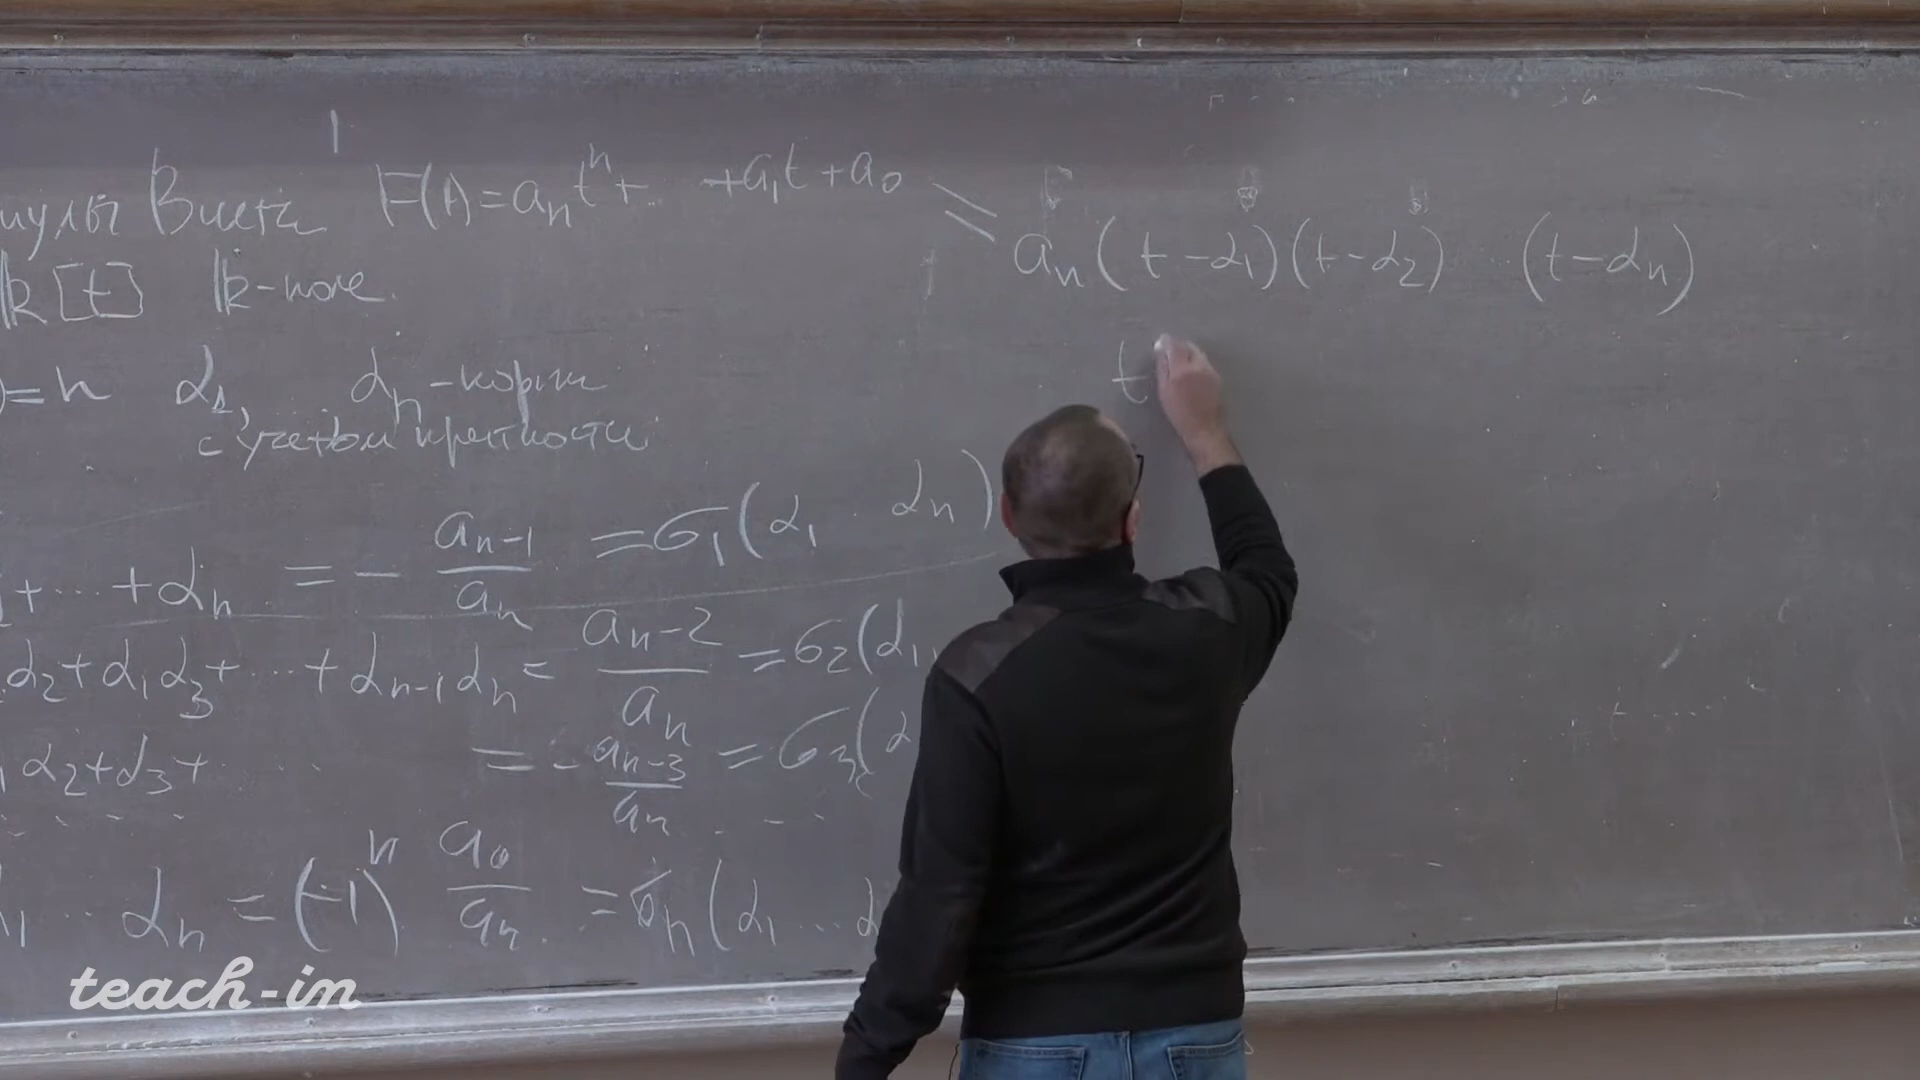 Виета F(t) = aₙtⁿ + .. + a₁t + a₀ =
aₙ(t - α₁)(t - α₂) ... (t - αₙ)
k[t] k-поле.
) = n α₁, αₙ - корни
с учетом кратности
t
+ ... + αₙ = - aₙ₋₁/aₙ = σ₁(α₁ . αₙ)
α₂ + α₁α₃ + ... + αₙ₋₁αₙ = aₙ₋₂/aₙ = σ₂(α₁,
α₂ + α₃ + ... = - aₙ₋₃/aₙ = σ₃(α
... αₙ = (-1)ⁿ a₀/aₙ = σₙ(α₁ ... α
teach-in